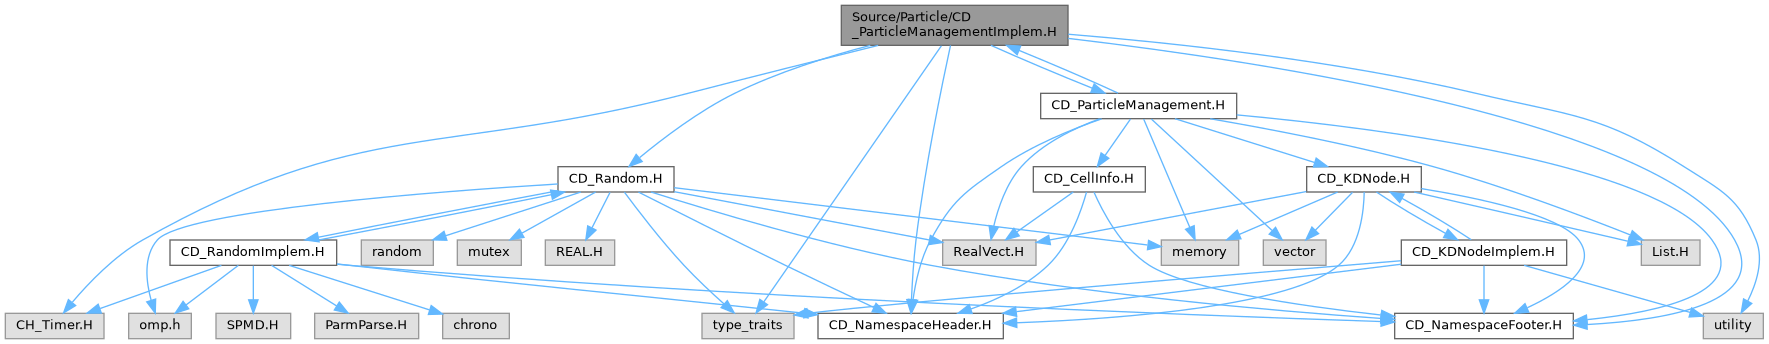 Source/Particle/CD
_ParticleManagementImplem.H
CD_ParticleManagement.H
CD_Random.H
CD_CellInfo.H
CD_KDNode.H
CD_RandomImplem.H
random
mutex
REAL.H
RealVect.H
memory
vector
CD_KDNodeImplem.H
List.H
CH_Timer.H
omp.h
SPMD.H
ParmParse.H
chrono
type_traits
CD_NamespaceHeader.H
CD_NamespaceFooter.H
utility